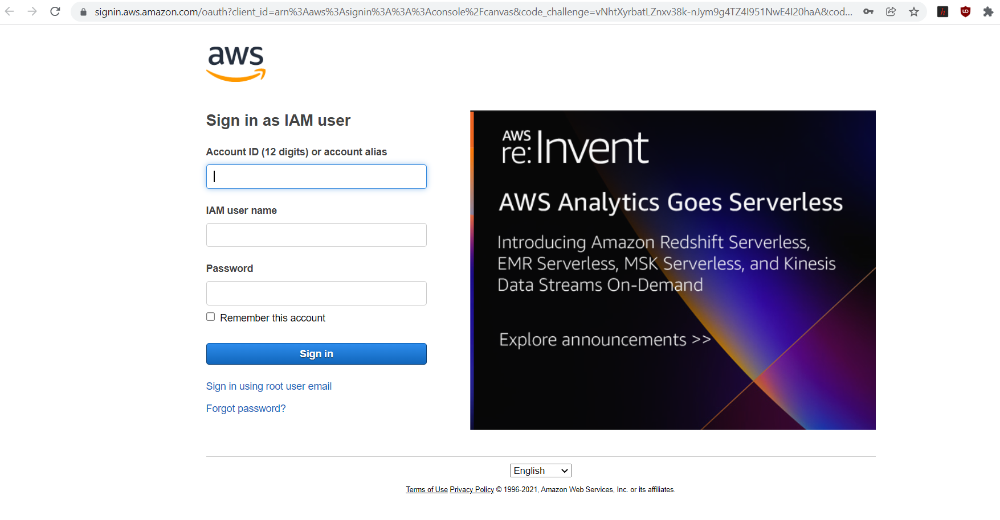 signin.aws.amazon.com/oauth?client_id=arn%3Aaws%3Asignin%3A%3A%3Aconsole%2Fcanvas&code_challenge=vNhtXyrbatLZnxv38k-nJym9g4TZ4I951NwE4I20haA&cod...
aws
Sign in as IAM user
Account ID (12 digits) or account alias
IAM user name
Password
Remember this account
Sign in
Sign in using root user email
Forgot password?
AWS
re:Invent
AWS Analytics Goes Serverless
Introducing Amazon Redshift Serverless,
EMR Serverless, MSK Serverless, and Kinesis
Data Streams On-Demand
Explore announcements >>
English
Terms of Use Privacy Policy © 1996-2021, Amazon Web Services, Inc. or its affiliates.